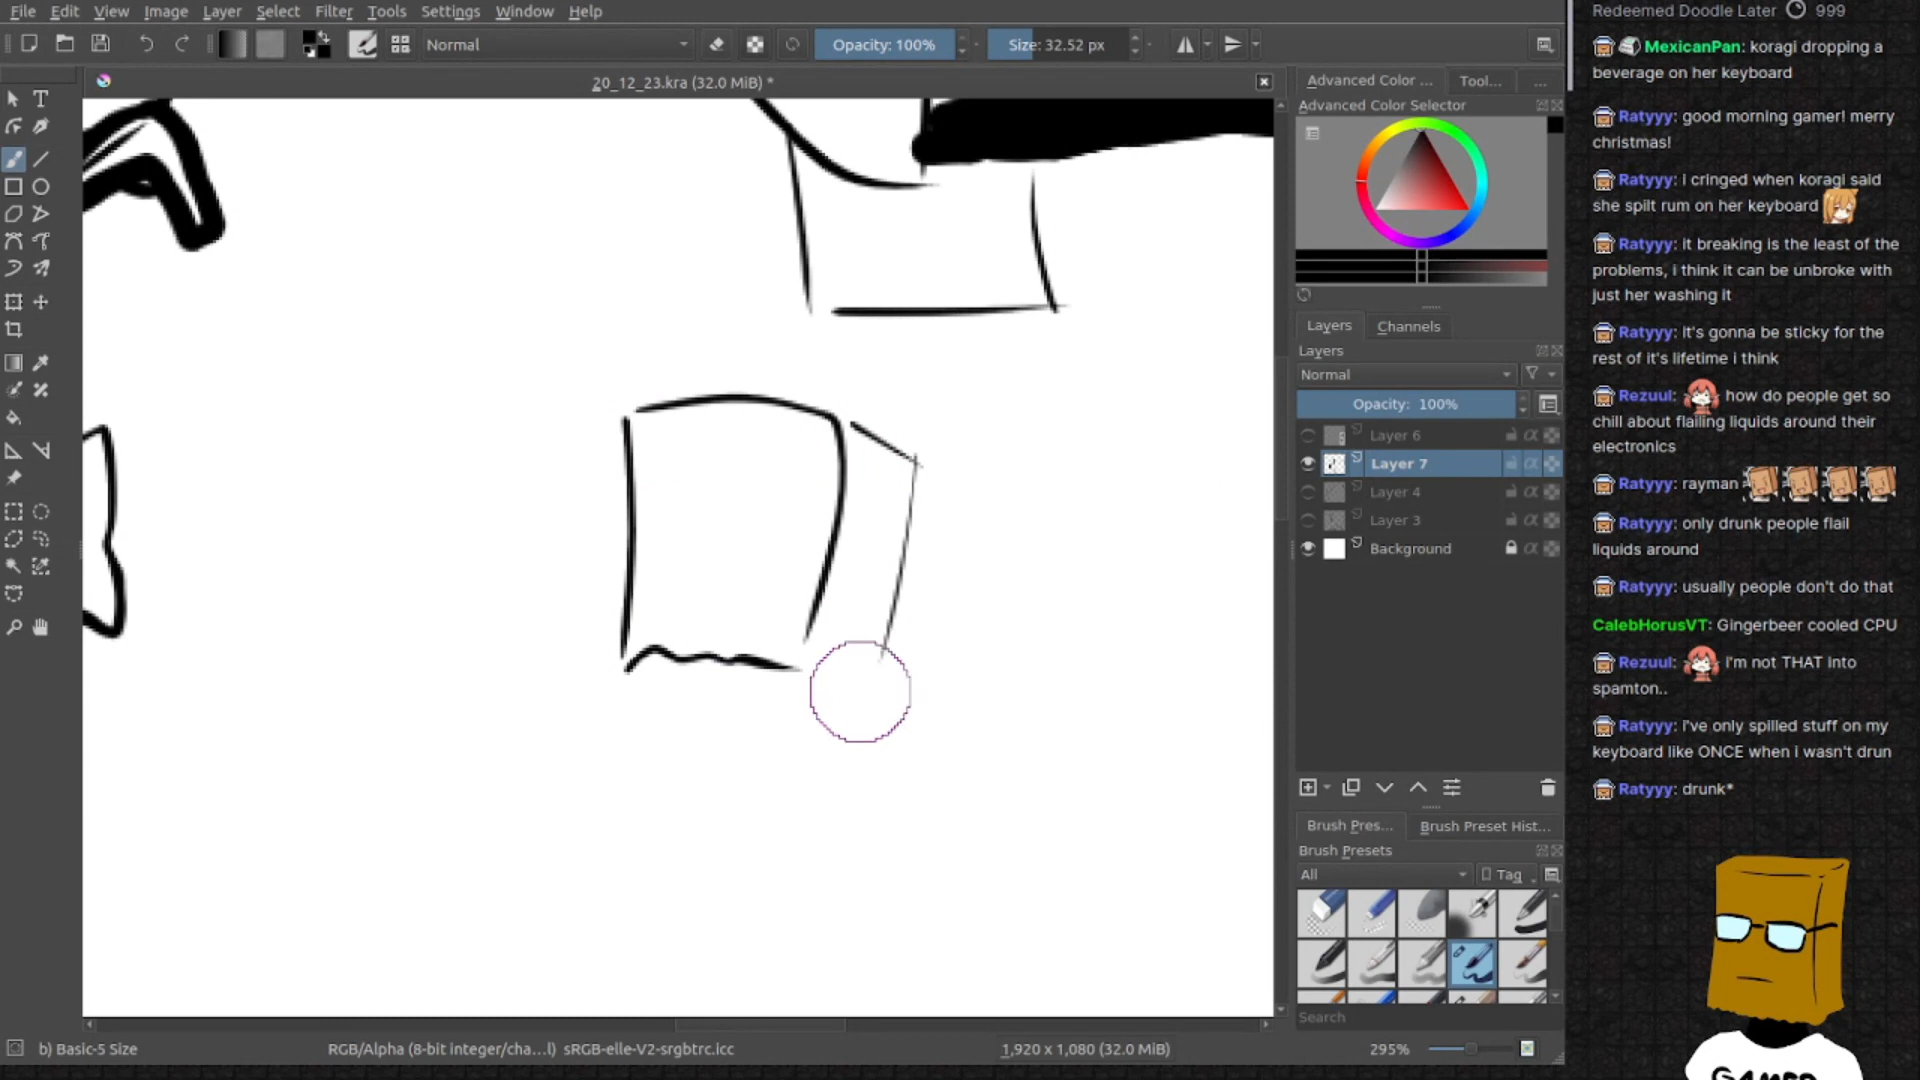 File Edit View Image Layer Select Filter Tools Settings Window Help
Normal
Opacity: 100%
Size: 32.52 px
20_12_23.kra (32.0 MiB) *
Advanced Color ...
Tool...
...
Advanced Color Selector
Layers
Channels
Layers
Normal
Opacity: 100%
Layer 6
Layer 7
Layer 4
Layer 3
Background
Brush Pres...
Brush Preset Hist...
Brush Presets
All
Tag
Search
b) Basic-5 Size
RGB/Alpha (8-bit integer/cha...l) sRGB-elle-V2-srgbtrc.icc
1,920 x 1,080 (32.0 MiB)
295%
Redeemed Doodle Later 999
MexicanPan: koragi dropping a
beverage on her keyboard
Ratyyy: good morning gamer! merry
christmas!
Ratyyy: i cringed when koragi said
she spilt rum on her keyboard
Ratyyy: it breaking is the least of the
problems, i think it can be unbroke with
just her washing it
Ratyyy: it's gonna be sticky for the
rest of it's lifetime i think
Rezuul: how do people get so
chill about flailing liquids around their
electronics
Ratyyy: rayman
Ratyyy: only drunk people flail
liquids around
Ratyyy: usually people don't do that
CalebHorusVT: Gingerbeer cooled CPU
Rezuul: i'm not THAT into
spamton..
Ratyyy: i've only spilled stuff on my
keyboard like ONCE when i wasn't drun
Ratyyy: drunk*
GAMER